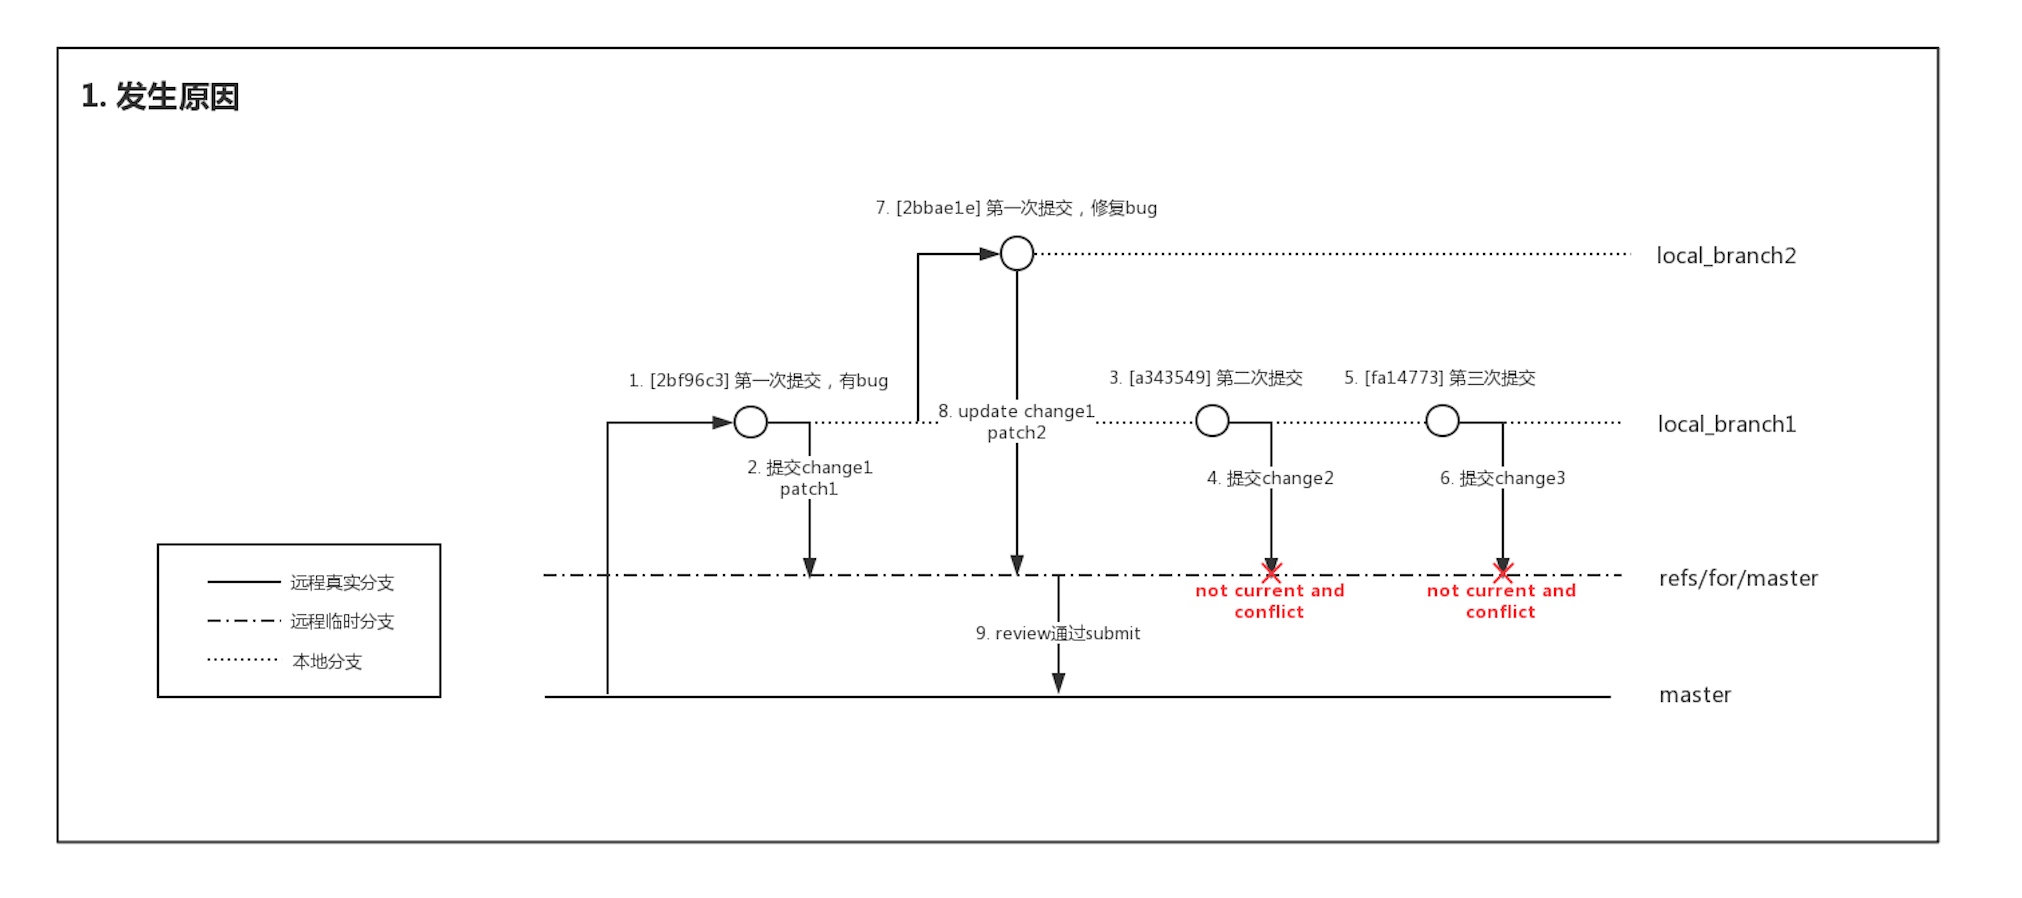 1. 发生原因
7. [2bbae1e] 第一次提交，修复bug
local_branch2
1. [2bf96c3] 第一次提交，有bug
3. [a343549] 第二次提交
5. [fa14773] 第三次提交
8. update change1
patch2
local_branch1
2. 提交change1
patch1
4. 提交change2
6. 提交change3
refs/for/master
not current and
conflict
not current and
conflict
9. review通过submit
master
远程真实分支
远程临时分支
本地分支